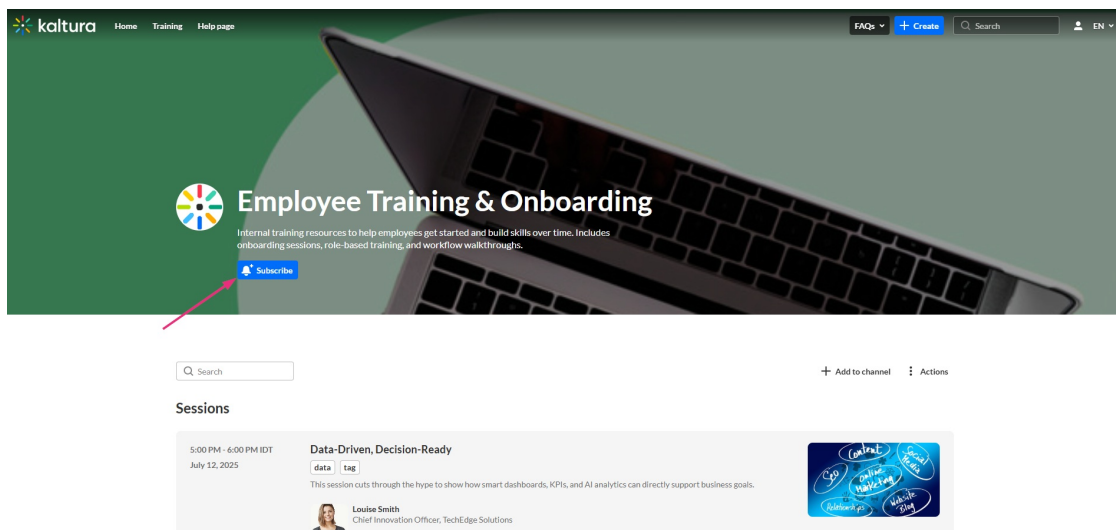 kaltura Home Training Help page FAQs + Create Search EN
Employee Training & Onboarding
Internal training resources to help employees get started and build skills over time. Includes
onboarding sessions, role-based training, and workflow walkthroughs.
Subscribe
Search
+ Add to channel Actions
Sessions
5:00 PM - 6:00 PM IDT
July 12, 2025
Data-Driven, Decision-Ready
data tag
This session cuts through the hype to show how smart dashboards, KPIs, and AI analytics can directly support business goals.
Louise Smith
Chief Innovation Officer, TechEdge Solutions
Content
Social
Media
SEO
online
Marketing
Relationships
Website
Blog